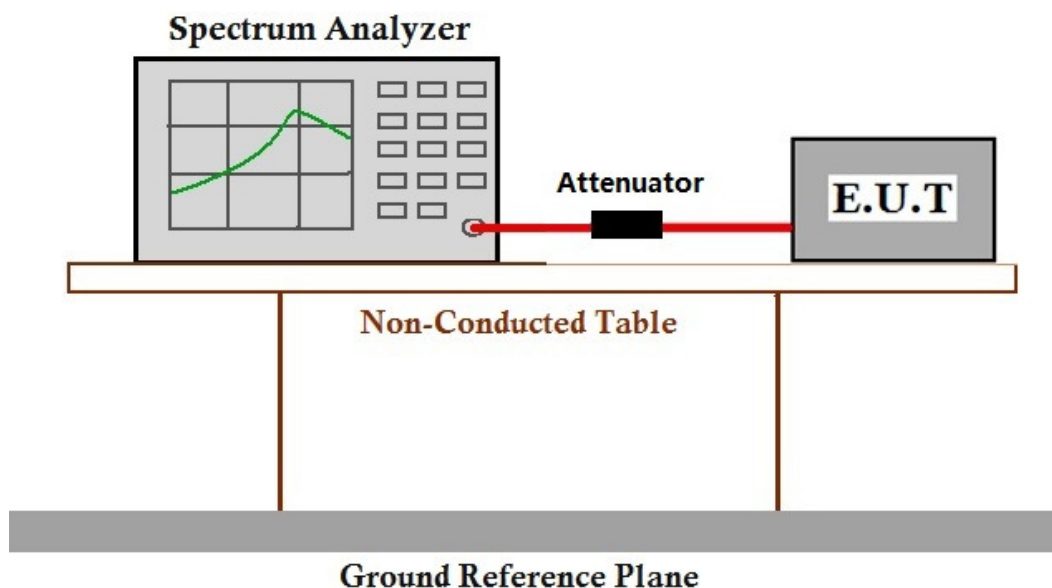 Spectrum Analyzer
Attenuator
E.U.T
Non-Conducted Table
Ground Reference Plane